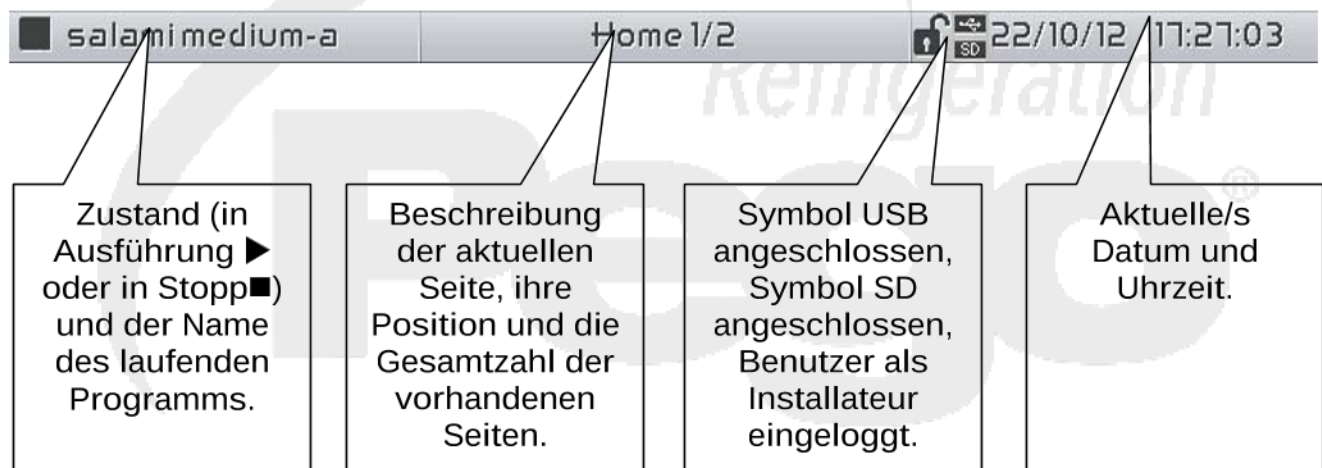 ■ salami medium-a Home 1/2 SD 22/10/12 17:27:03
Refrigeration
Pego®
Zustand (in
Ausführung ▶
oder in Stopp■)
und der Name
des laufenden
Programms.
Beschreibung
der aktuellen
Seite, ihre
Position und die
Gesamtzahl der
vorhandenen
Seiten.
Symbol USB
angeschlossen,
Symbol SD
angeschlossen,
Benutzer als
Installateur
eingeloggt.
Aktuelle/s
Datum und
Uhrzeit.